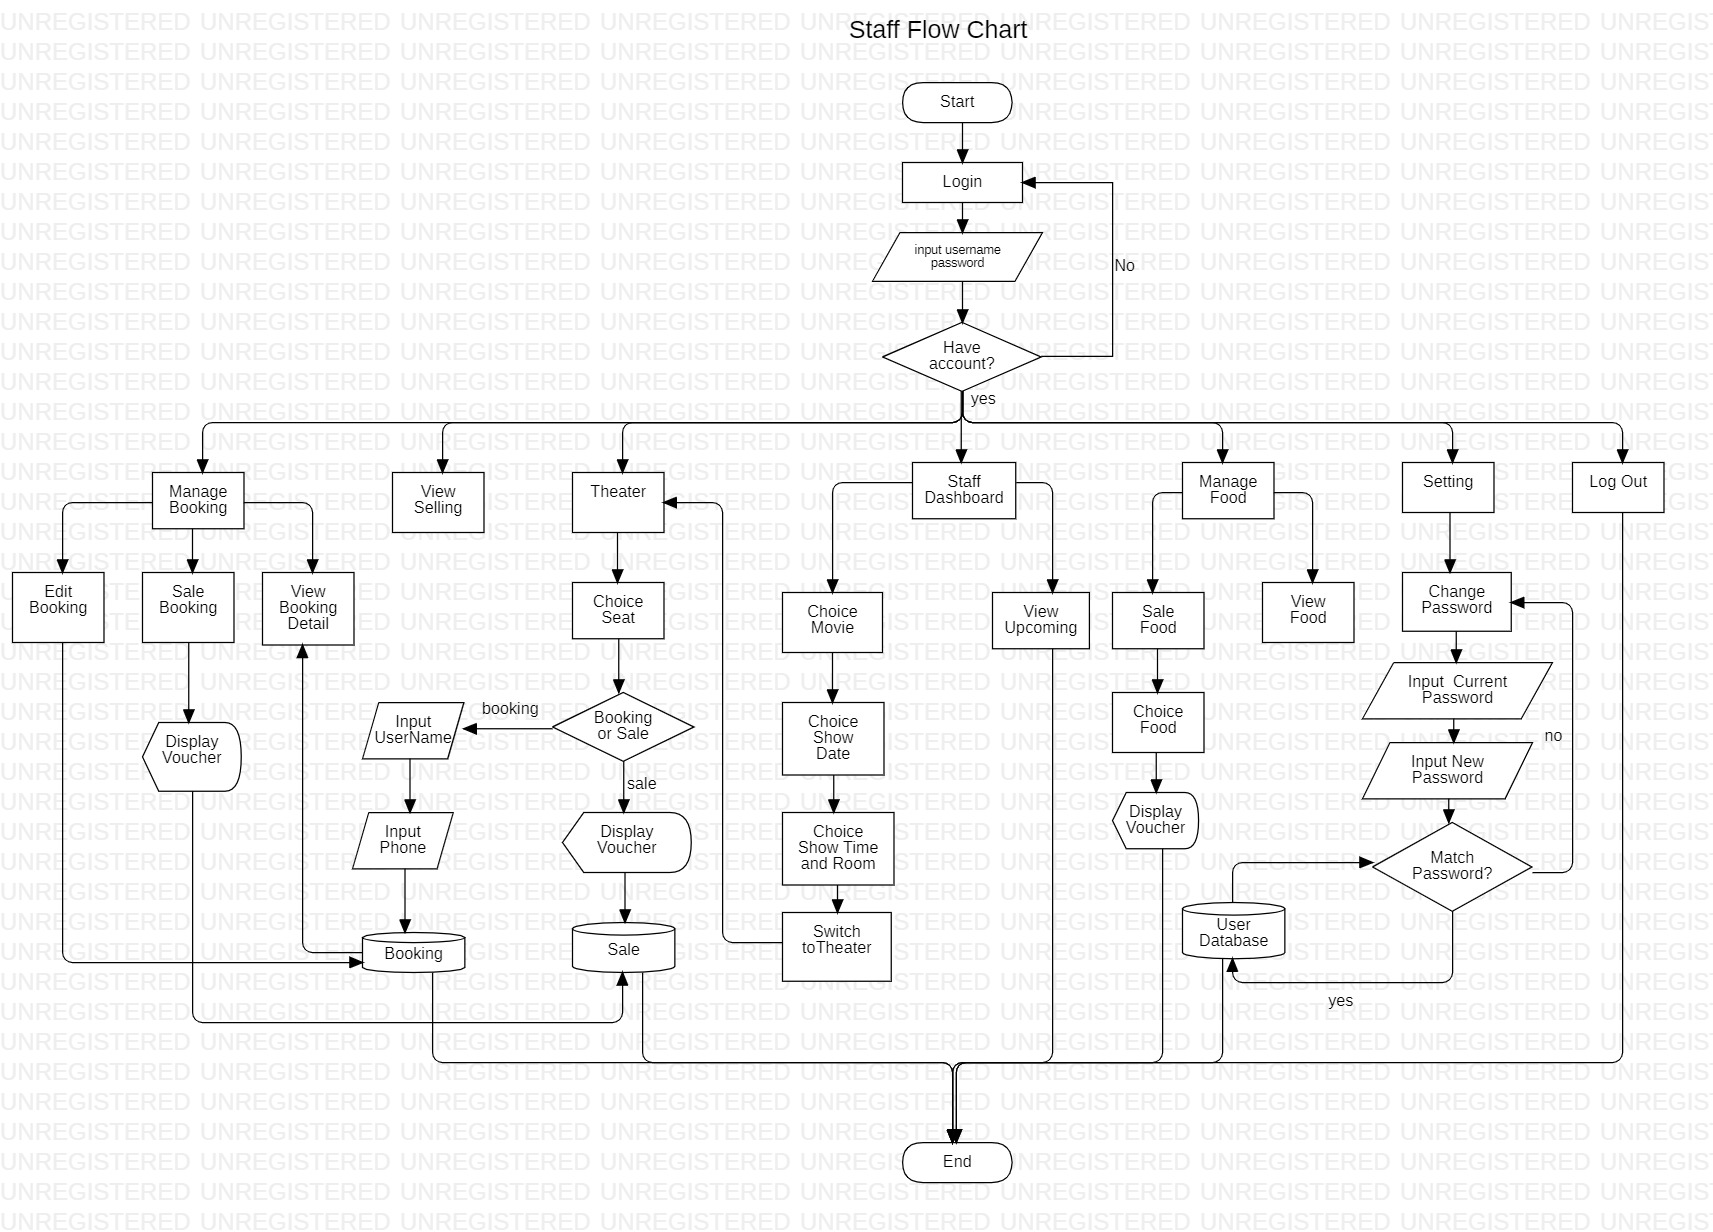 Staff Flow Chart
Start
Login
input username
password
No
Have
account?
yes
Manage
Booking
View
Selling
Theater
Staff
Dashboard
Manage
Food
Setting
Log Out
Edit
Booking
Sale
Booking
View
Booking
Detail
Choice
Seat
Choice
Movie
View
Upcoming
Sale
Food
View
Food
Change
Password
Input  Current
Password
booking
Input
UserName
Booking
or Sale
Choice
Show
Date
Choice
Food
no
Display
Voucher
sale
Input New
Password
Input
Phone
Display
Voucher
Choice
Show Time
and Room
Display
Voucher
Match
Password?
Booking
Sale
Switch
toTheater
User
Database
yes
End
UNREGISTERED